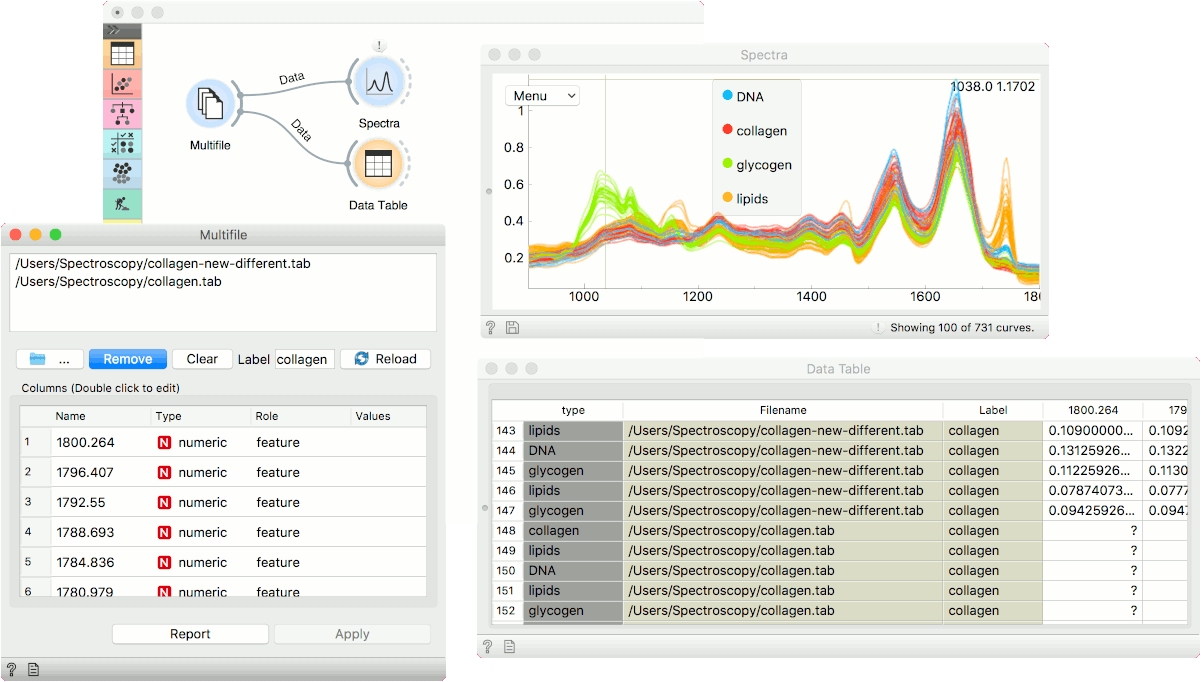 !
Data
Data
Multifile
Spectra
Data Table
Spectra
Menu
1038.0 1.1702
DNA
collagen
glycogen
lipids
1
0.8
0.6
0.4
0.2
1000 1200 1400 1600 180
? ! Showing 100 of 731 curves.
Multifile
/Users/Spectroscopy/collagen-new-different.tab
/Users/Spectroscopy/collagen.tab
... Remove Clear Label collagen Reload
Columns (Double click to edit)
Name Type Role Values
1 1800.264 N numeric feature
2 1796.407 N numeric feature
3 1792.55 N numeric feature
4 1788.693 N numeric feature
5 1784.836 N numeric feature
6 1780.979 N numeric feature
Report Apply
?
Data Table
type Filename Label 1800.264 179
143 lipids /Users/Spectroscopy/collagen-new-different.tab collagen 0.10900000... 0.1092
144 DNA /Users/Spectroscopy/collagen-new-different.tab collagen 0.13125926... 0.1322
145 glycogen /Users/Spectroscopy/collagen-new-different.tab collagen 0.11225926... 0.1130
146 lipids /Users/Spectroscopy/collagen-new-different.tab collagen 0.07874073... 0.0777
147 glycogen /Users/Spectroscopy/collagen-new-different.tab collagen 0.09425926... 0.0947
148 collagen /Users/Spectroscopy/collagen.tab collagen ?
149 lipids /Users/Spectroscopy/collagen.tab collagen ?
150 DNA /Users/Spectroscopy/collagen.tab collagen ?
151 lipids /Users/Spectroscopy/collagen.tab collagen ?
152 glycogen /Users/Spectroscopy/collagen.tab collagen ?
?